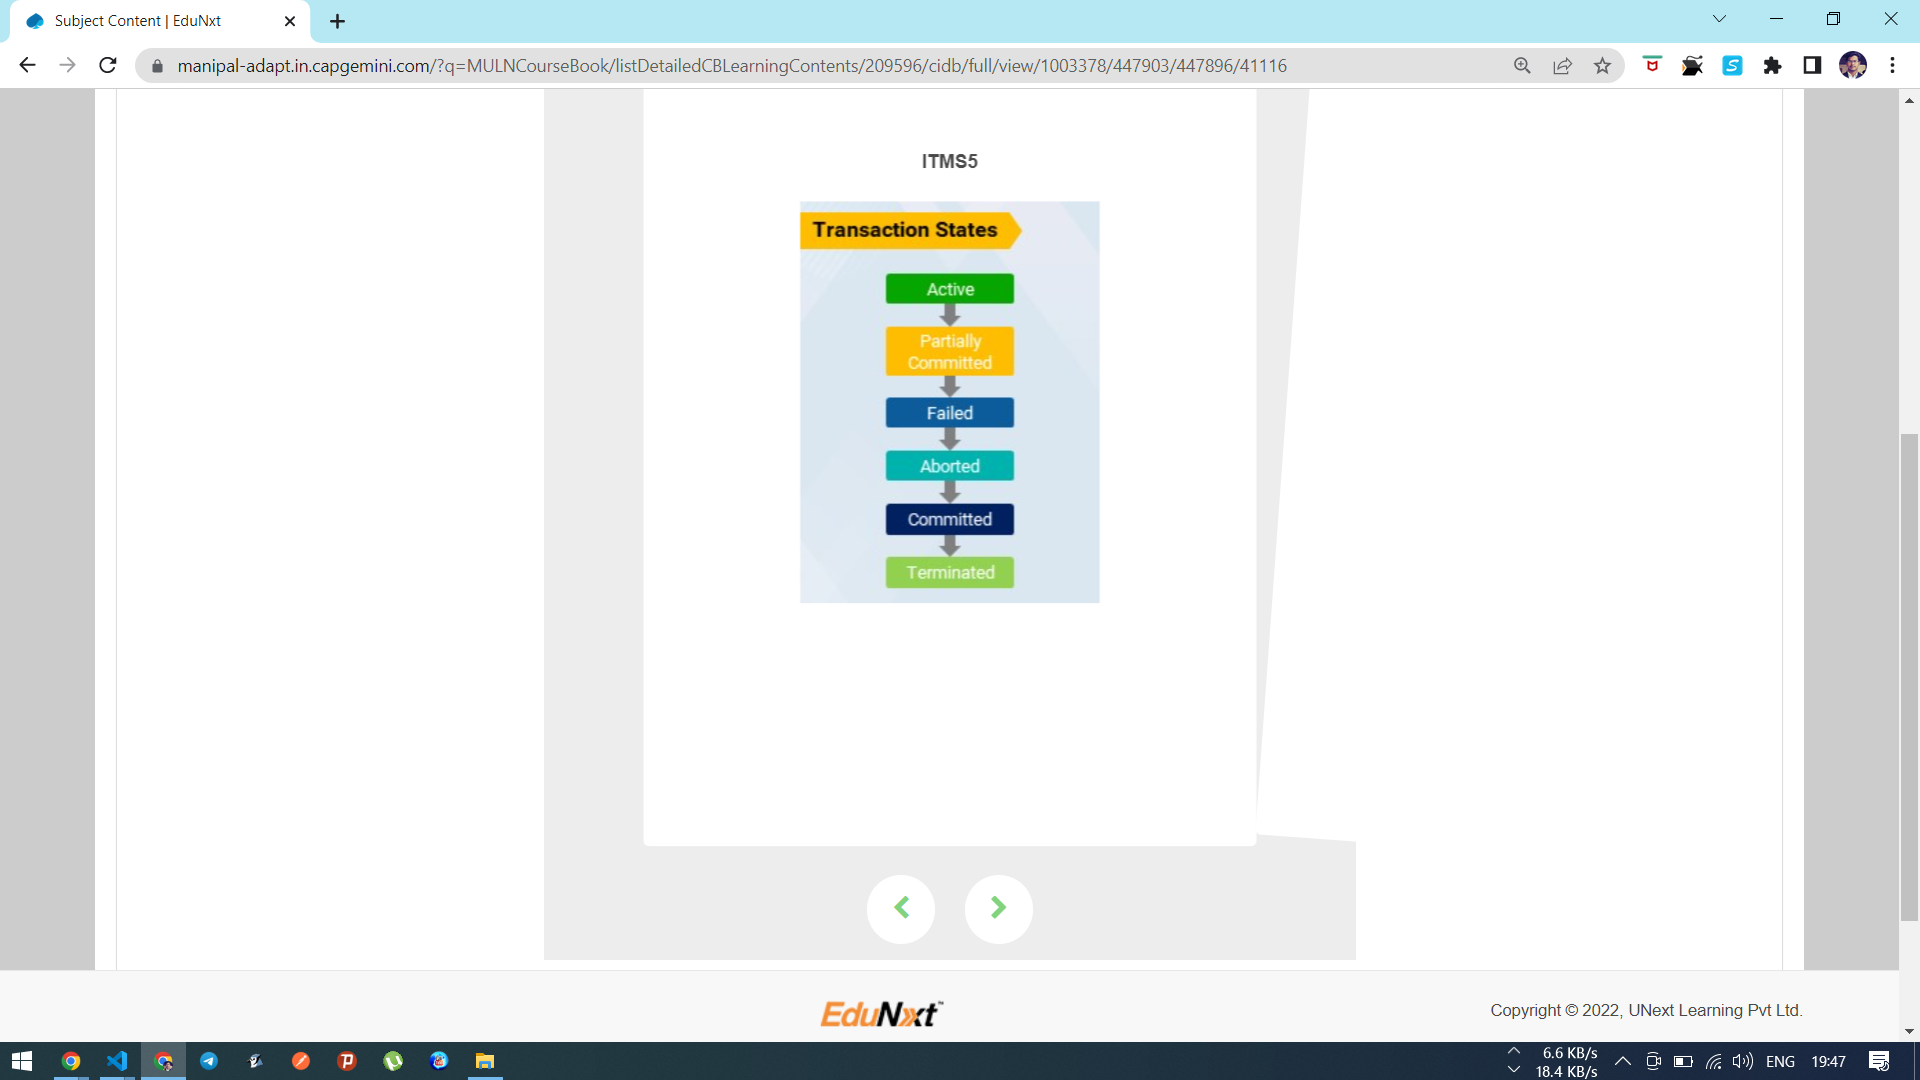 Subject Content | EduNxt
manipal-adapt.in.capgemini.com/?q=MULNCourseBook/listDetailedCBLearningContents/209596/cidb/full/view/1003378/447903/447896/41116
ITMS5
Transaction States
Active
Partially
Committed
Failed
Aborted
Committed
Terminated
EduNxt™
Copyright © 2022, UNext Learning Pvt Ltd.
6.6 KB/s
18.4 KB/s
ENG
19:47